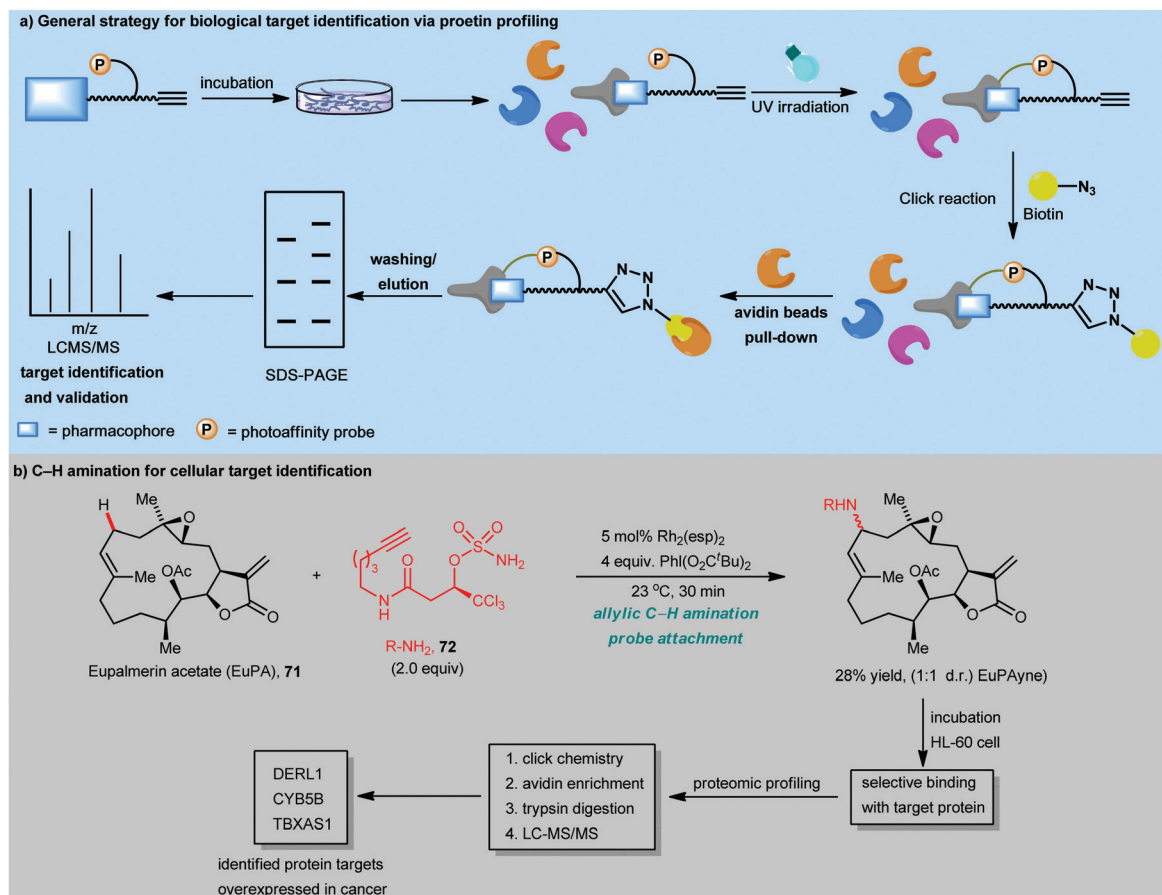 a) General strategy for biological target identification via proetin profiling
P
incubation
P
UV irradiation
P
Click reaction
N3
Biotin
P
N
N
N
avidin beads
pull-down
P
N
N
N
washing/
elution
SDS-PAGE
m/z
LCMS/MS
target identification
and validation
= pharmacophore
P = photoaffinity probe
b) C–H amination for cellular target identification
H
Me
O
Me
OAc
O
O
Me
Eupalmerin acetate (EuPA), 71
+
O O
S
O NH2
( )3
O
N
H
CCl3
R-NH2, 72
(2.0 equiv)
5 mol% Rh2(esp)2
4 equiv. PhI(O2CtBu)2
23 oC, 30 min
allylic C–H amination
probe attachment
RHN
Me
O
Me
OAc
O
O
Me
28% yield, (1:1 d.r.) EuPAyne)
incubation
HL-60 cell
selective binding
with target protein
proteomic profiling
1. click chemistry
2. avidin enrichment
3. trypsin digestion
4. LC-MS/MS
DERL1
CYB5B
TBXAS1
identified protein targets
overexpressed in cancer